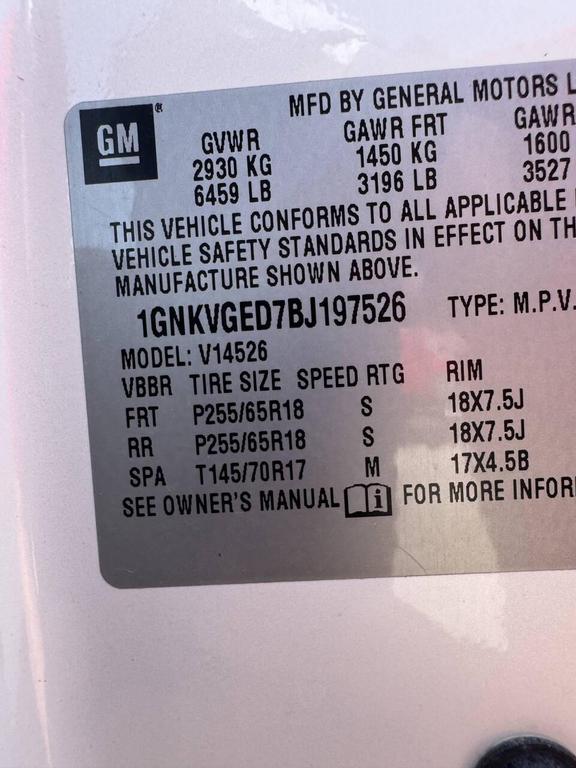 GM ®
MFD BY GENERAL MOTORS L
GVWR GAWR FRT GAWR
2930 KG 1450 KG 1600
6459 LB 3196 LB 3527
THIS VEHICLE CONFORMS TO ALL APPLICABLE
VEHICLE SAFETY STANDARDS IN EFFECT ON TH
MANUFACTURE SHOWN ABOVE.
1GNKVGED7BJ197526 TYPE: M.P.V.
MODEL: V14526
VBBR TIRE SIZE SPEED RTG RIM
FRT P255/65R18 S 18X7.5J
RR P255/65R18 S 18X7.5J
SPA T145/70R17 M 17X4.5B
SEE OWNER'S MANUAL i FOR MORE INFOR